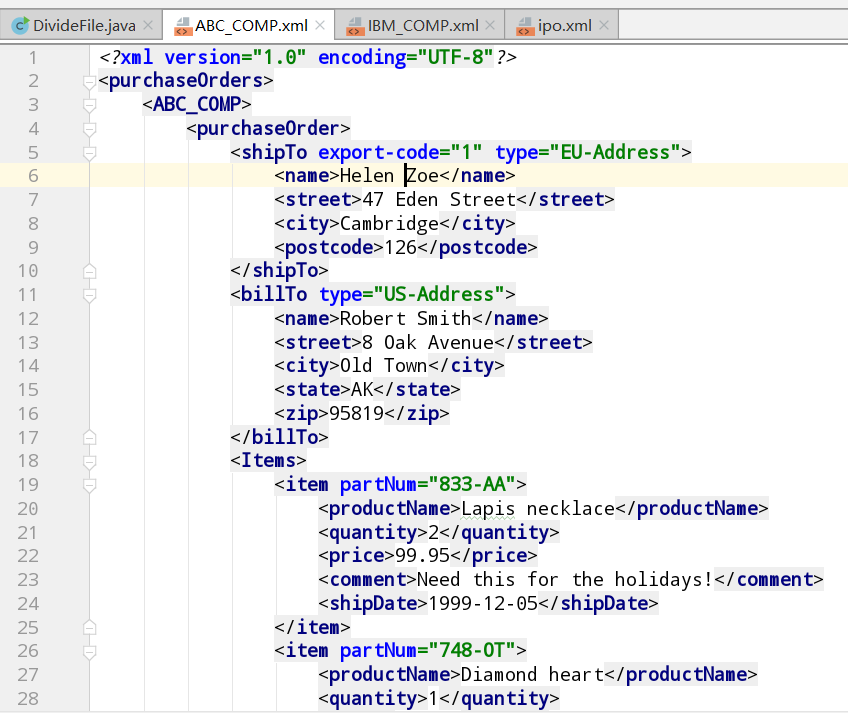 DivideFile.java ABC_COMP.xml IBM_COMP.xml ipo.xml
1 <?xml version="1.0" encoding="UTF-8"?>
2 <purchaseOrders>
3 <ABC_COMP>
4 <purchaseOrder>
5 <shipTo export-code="1" type="EU-Address">
6 <name>Helen Zoe</name>
7 <street>47 Eden Street</street>
8 <city>Cambridge</city>
9 <postcode>126</postcode>
10 </shipTo>
11 <billTo type="US-Address">
12 <name>Robert Smith</name>
13 <street>8 Oak Avenue</street>
14 <city>Old Town</city>
15 <state>AK</state>
16 <zip>95819</zip>
17 </billTo>
18 <Items>
19 <item partNum="833-AA">
20 <productName>Lapis necklace</productName>
21 <quantity>2</quantity>
22 <price>99.95</price>
23 <comment>Need this for the holidays!</comment>
24 <shipDate>1999-12-05</shipDate>
25 </item>
26 <item partNum="748-OT">
27 <productName>Diamond heart</productName>
28 <quantity>1</quantity>